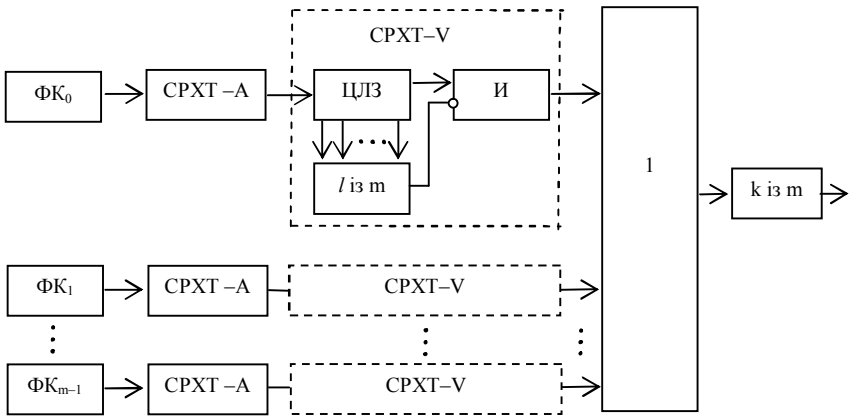 СРХТ–V
ФК₀ СРХТ –А ЦЛЗ И
l із m
1
k із m
ФК₁ СРХТ –А СРХТ–V
ФКₘ₋₁ СРХТ –А СРХТ–V